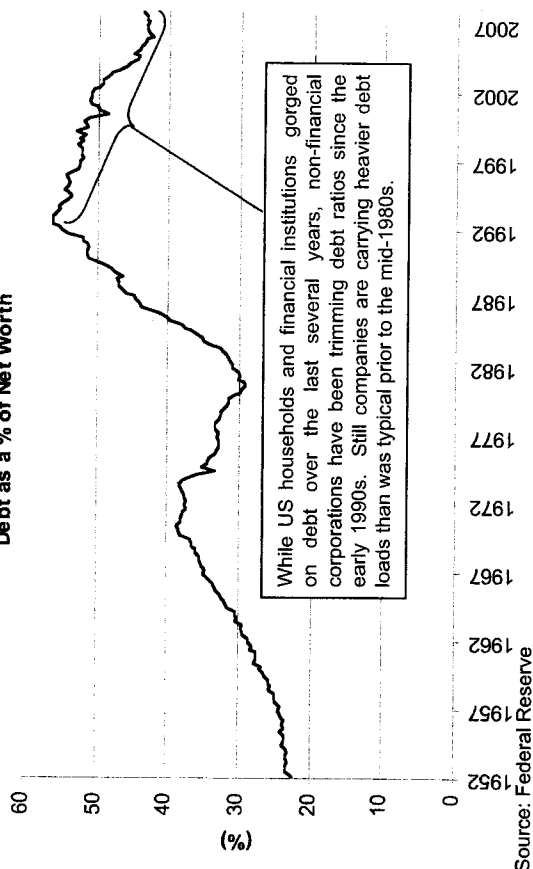 Debt as a % of Net Worth
60
50
40
30
20
10
0
(%)
While US households and financial institutions gorged
on debt over the last several years, non-financial
corporations have been trimming debt ratios since the
early 1990s. Still companies are carrying heavier debt
loads than was typical prior to the mid-1980s.
1952
1957
1962
1967
1972
1977
1982
1987
1992
1997
2002
2007
Source: Federal Reserve